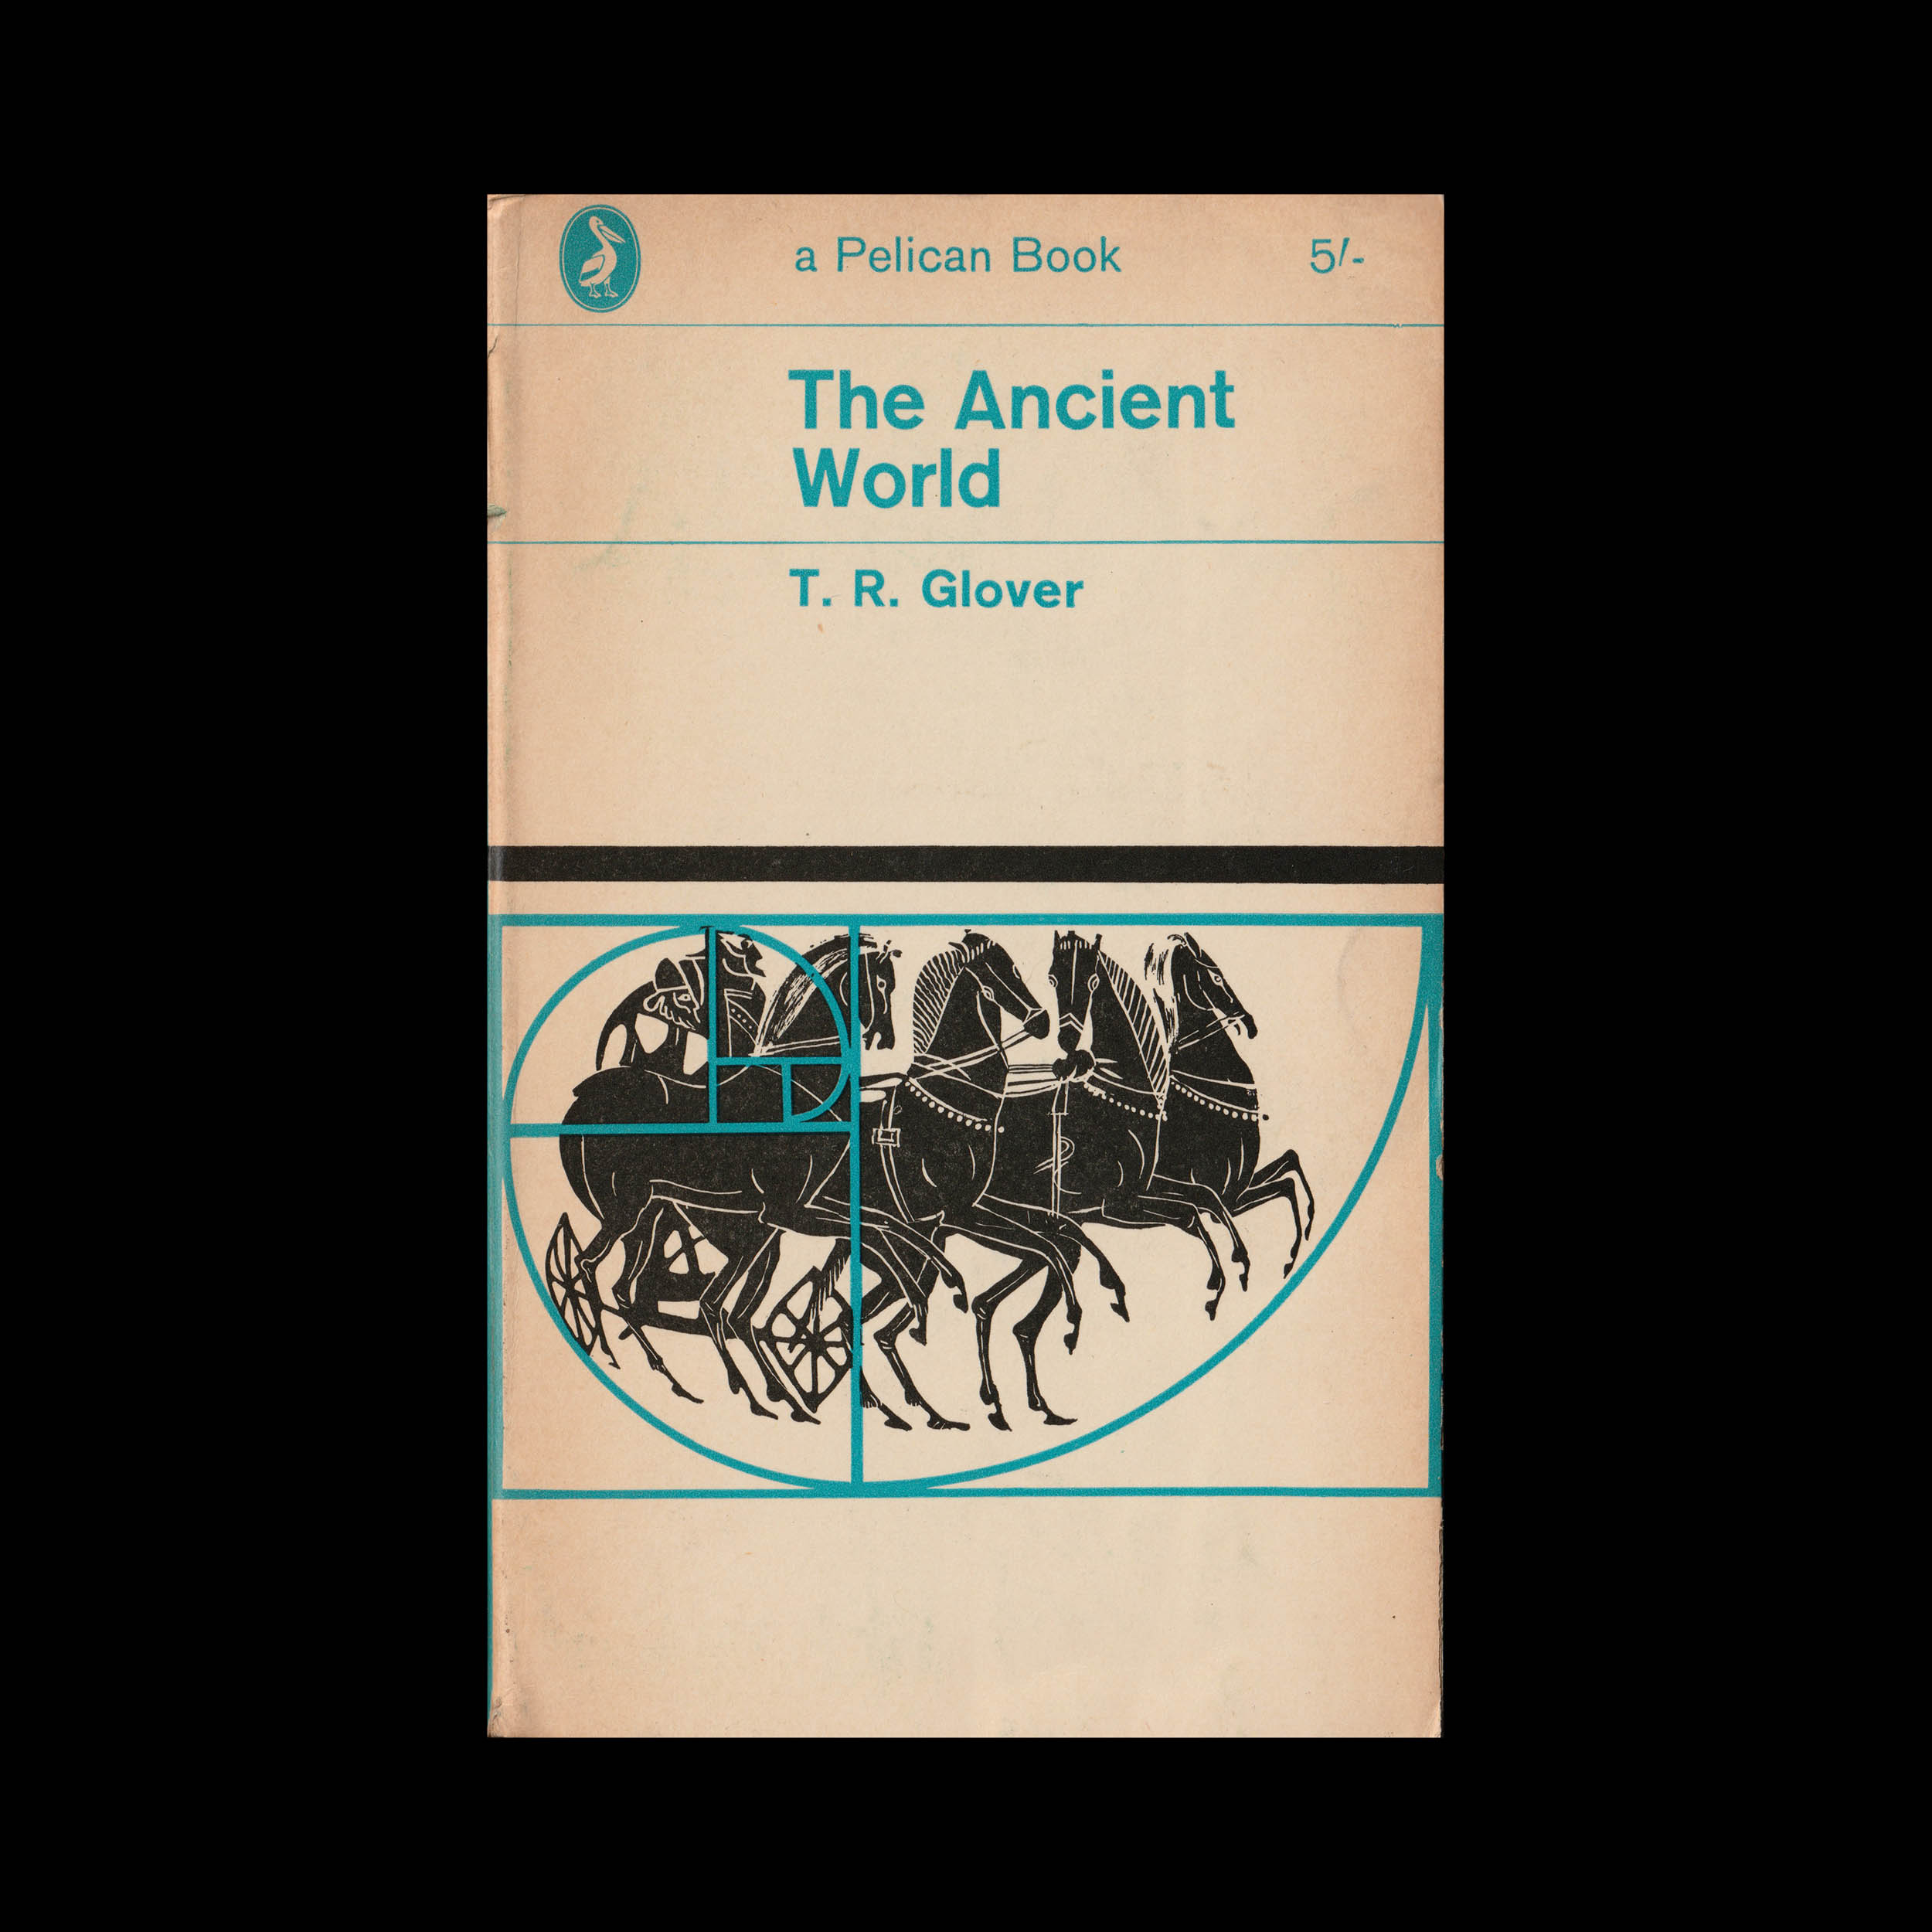 a Pelican Book 5/-
The Ancient
World
T. R. Glover